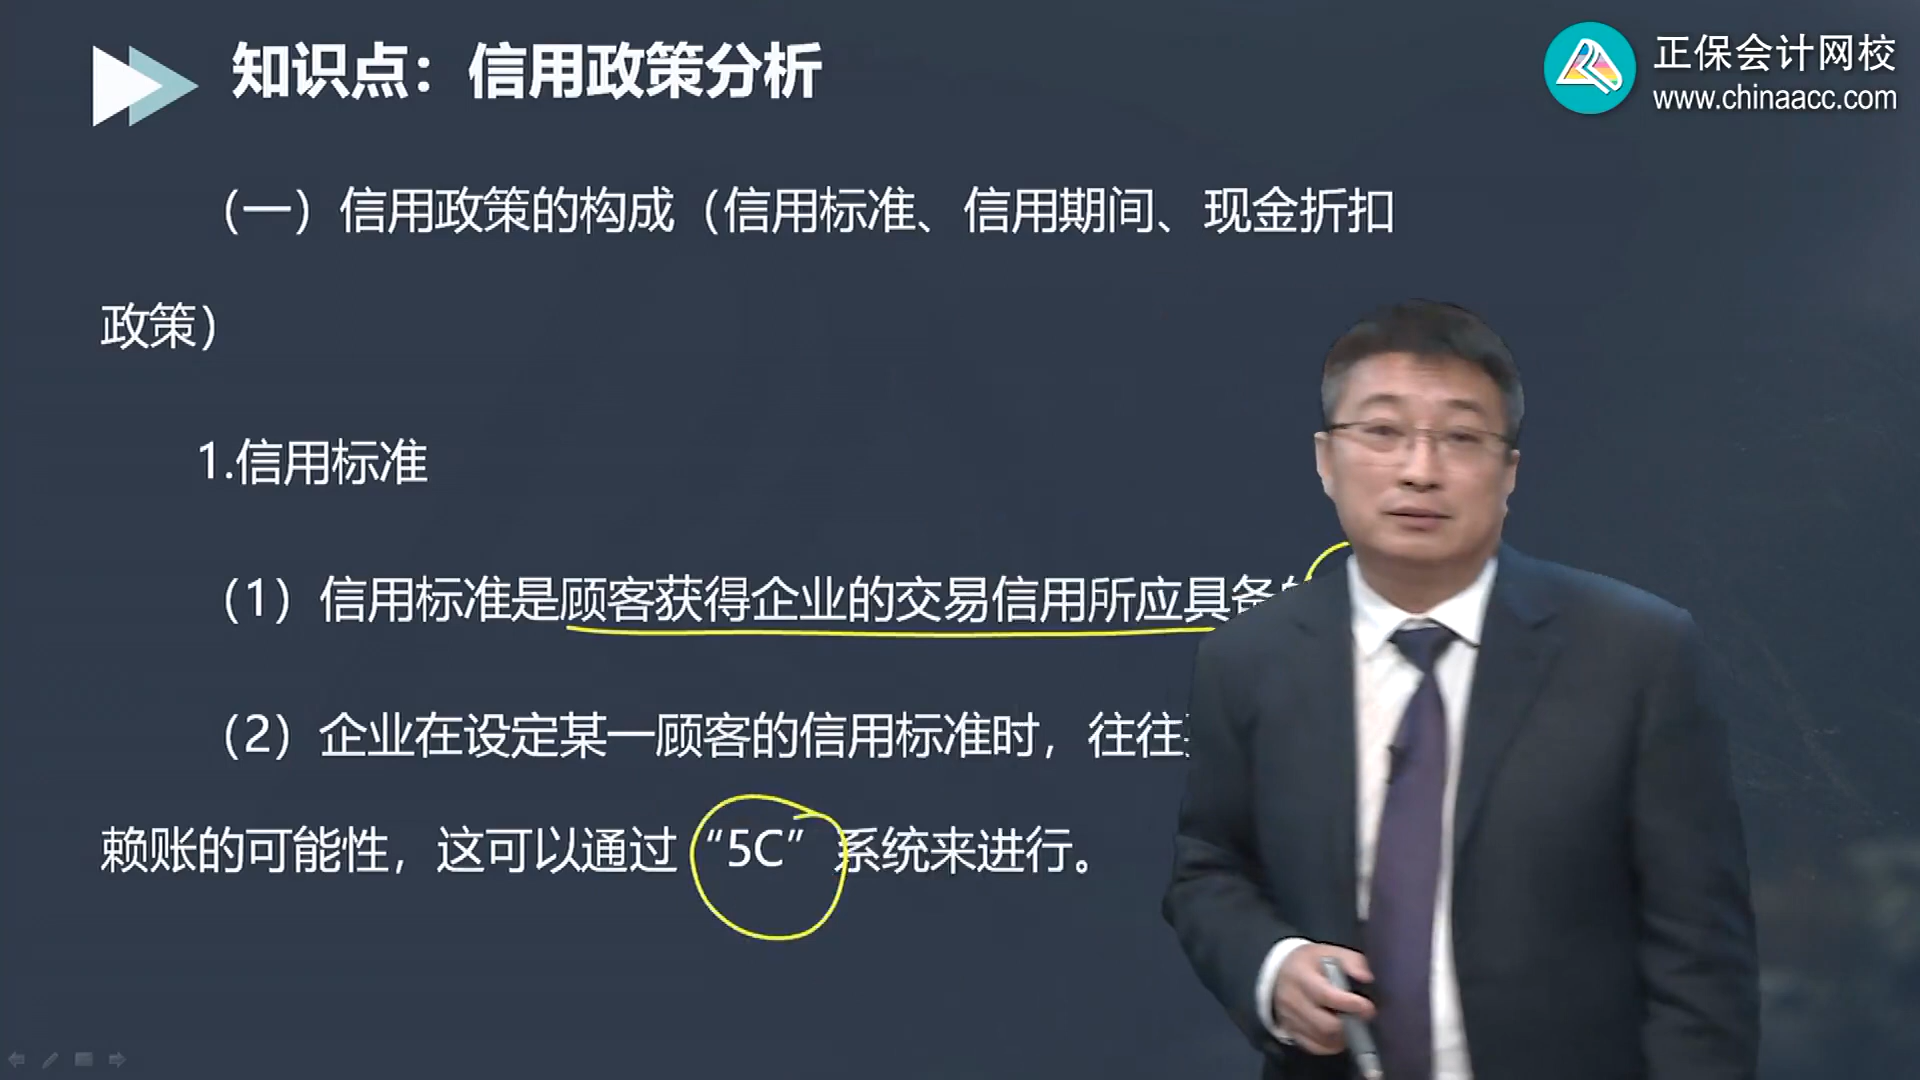 知识点：信用政策分析
正保会计网校
www.chinaacc.com
（一）信用政策的构成（信用标准、信用期间、现金折扣
政策）
1.信用标准
（1）信用标准是顾客获得企业的交易信用所应具备
（2）企业在设定某一顾客的信用标准时，往往
赖账的可能性，这可以通过“5C”系统来进行。